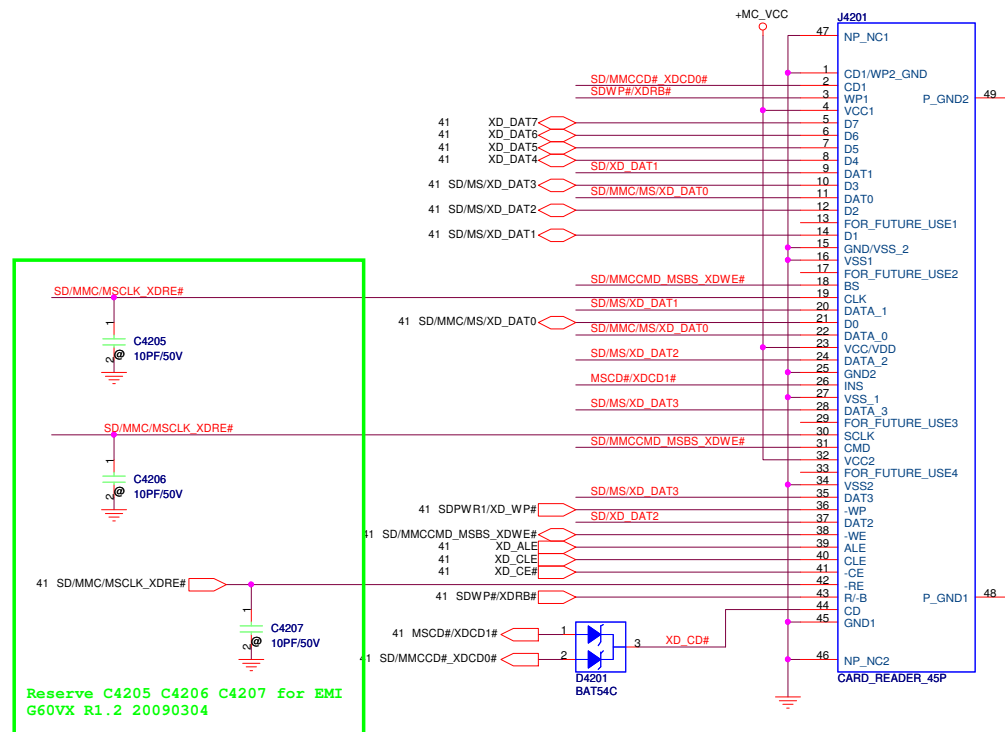 +MC_VCC
J4201
47 NP_NC1
1 CD1/WP2_GND
SD/MMCCD#_XDCD0# 2 CD1
SDWP#/XDRB# 3 WP1 P_GND2 49
4 VCC1
41 XD_DAT7 5 D7
41 XD_DAT6 6 D6
41 XD_DAT5 7 D5
41 XD_DAT4 8 D4
SD/XD_DAT1 9 DAT1
41 SD/MS/XD_DAT3 10 D3
SD/MMC/MS/XD_DAT0 11 DAT0
41 SD/MS/XD_DAT2 12 D2
13 FOR_FUTURE_USE1
41 SD/MS/XD_DAT1 14 D1
15 GND/VSS_2
16 VSS1
17 FOR_FUTURE_USE2
SD/MMCCMD_MSBS_XDWE# 18 BS
SD/MMC/MSCLK_XDRE# 19 CLK
SD/MS/XD_DAT1 20 DATA_1
41 SD/MMC/MS/XD_DAT0 21 D0
SD/MMC/MS/XD_DAT0 22 DATA_0
23 VCC/VDD
SD/MS/XD_DAT2 24 DATA_2
25 GND2
MSCD#/XDCD1# 26 INS
27 VSS_1
SD/MS/XD_DAT3 28 DATA_3
29 FOR_FUTURE_USE3
SD/MMC/MSCLK_XDRE# 30 SCLK
SD/MMCCMD_MSBS_XDWE# 31 CMD
32 VCC2
33 FOR_FUTURE_USE4
34 VSS2
SD/MS/XD_DAT3 35 DAT3
41 SDPWR1/XD_WP# 36 -WP
SD/XD_DAT2 37 DAT2
41 SD/MMCCMD_MSBS_XDWE# 38 -WE
41 XD_ALE 39 ALE
41 XD_CLE 40 CLE
41 XD_CE# 41 -CE
41 SD/MMC/MSCLK_XDRE# 42 -RE
41 SDWP#/XDRB# 43 R/-B P_GND1 48
44 CD
45 GND1
46 NP_NC2
CARD_READER_45P
1
C4205
2 @ 10PF/50V
1
C4206
2 @ 10PF/50V
1
C4207
2 @ 10PF/50V
41 MSCD#/XDCD1# 1
3 XD_CD#
41 SD/MMCCD#_XDCD0# 2
D4201
BAT54C
Reserve C4205 C4206 C4207 for EMI
G60VX R1.2 20090304